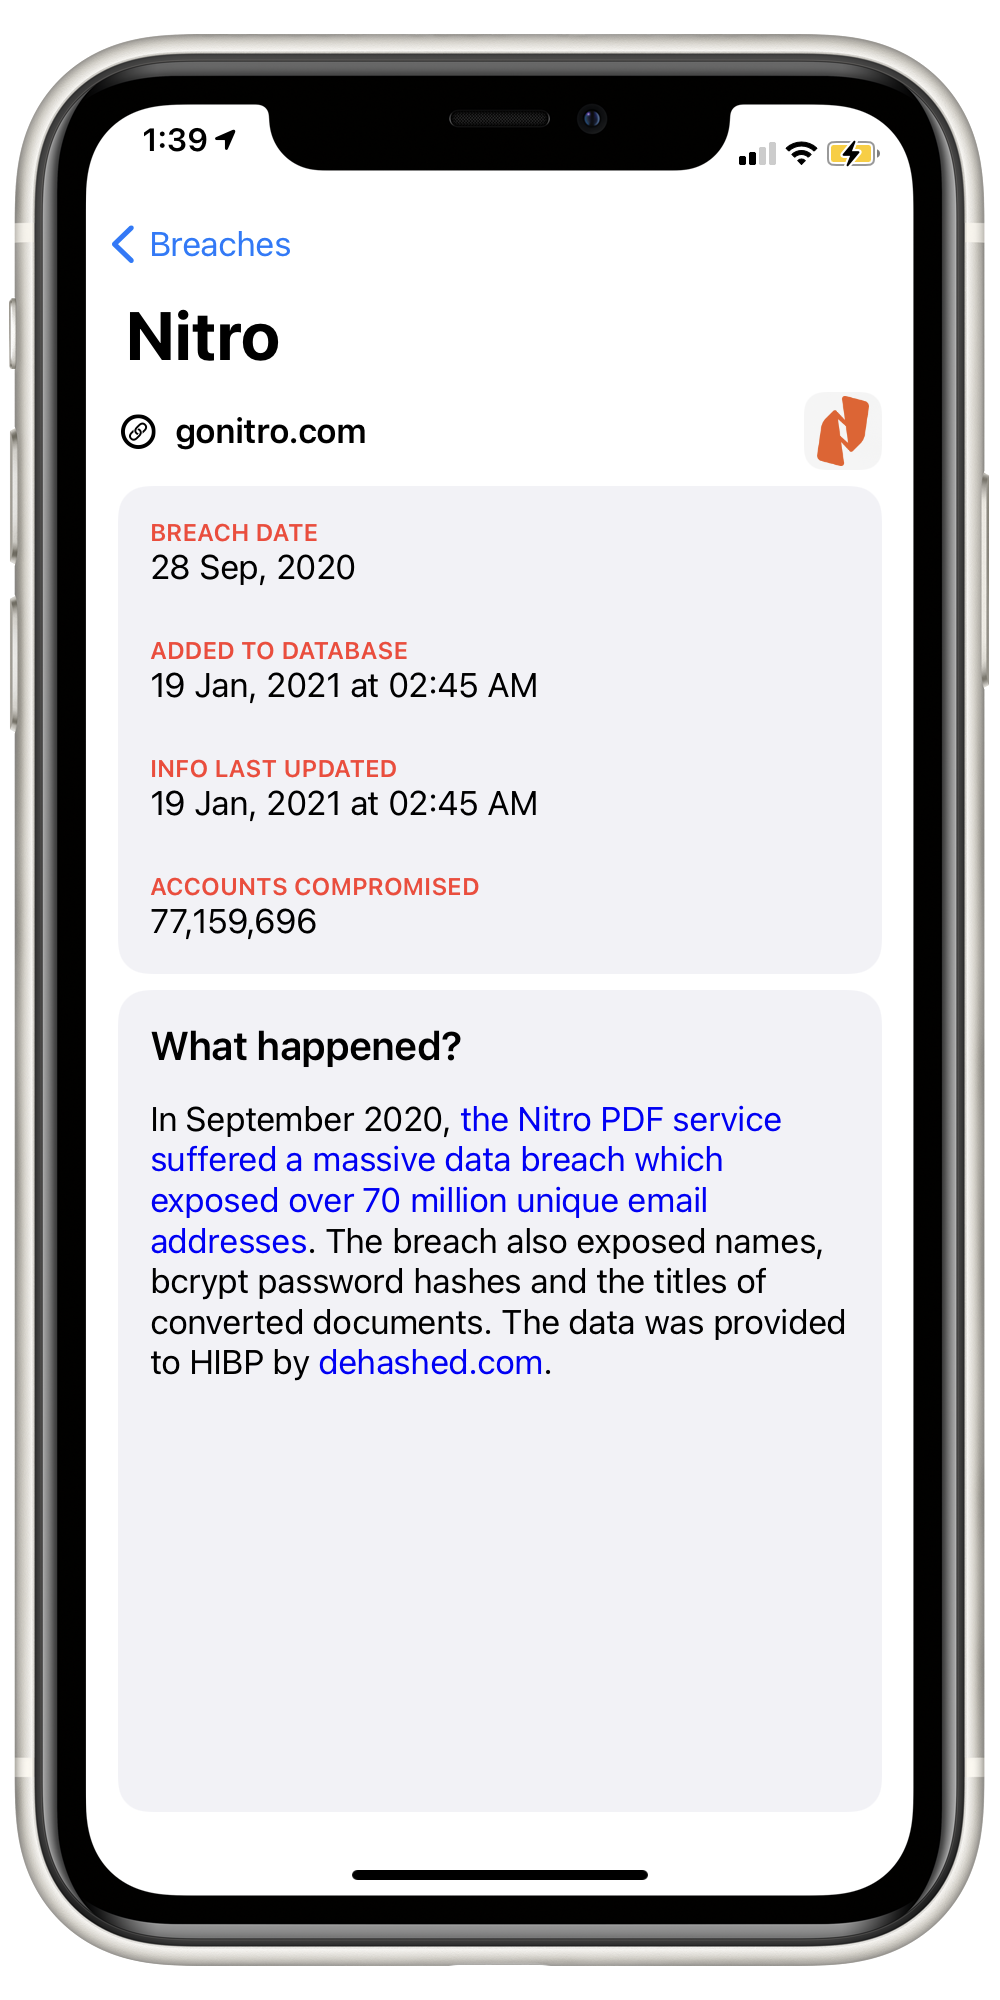 1:39
Breaches
Nitro
gonitro.com
BREACH DATE
28 Sep, 2020
ADDED TO DATABASE
19 Jan, 2021 at 02:45 AM
INFO LAST UPDATED
19 Jan, 2021 at 02:45 AM
ACCOUNTS COMPROMISED
77,159,696
What happened?
In September 2020, the Nitro PDF service
suffered a massive data breach which
exposed over 70 million unique email
addresses. The breach also exposed names,
bcrypt password hashes and the titles of
converted documents. The data was provided
to HIBP by dehashed.com.